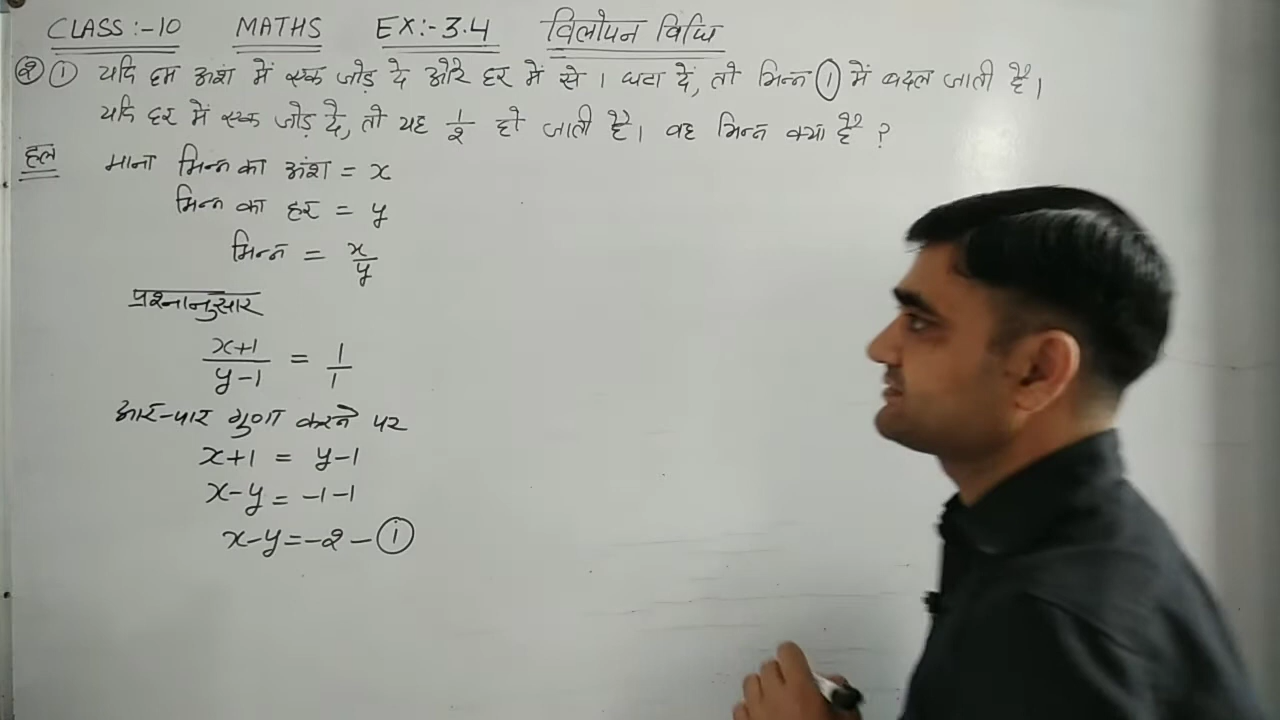 CLASS:-10 MATHS EX:-3.4 विलोपन विधि
② ① यदि हम अंश में एक जोड़ दे और हर में से 1 घटा दें, तो भिन्न ① में बदल जाती है।
यदि हर में एक जोड़ दे, तो यह 1/2 हो जाती है। वह भिन्न क्या है?
हल माना भिन्न का अंश = x
भिन्न का हर = y
भिन्न = x/y
प्रश्नानुसार
x+1/y-1 = 1/1
आर-पार गुणा करने पर
x+1 = y-1
x-y = -1-1
x-y=-2-①